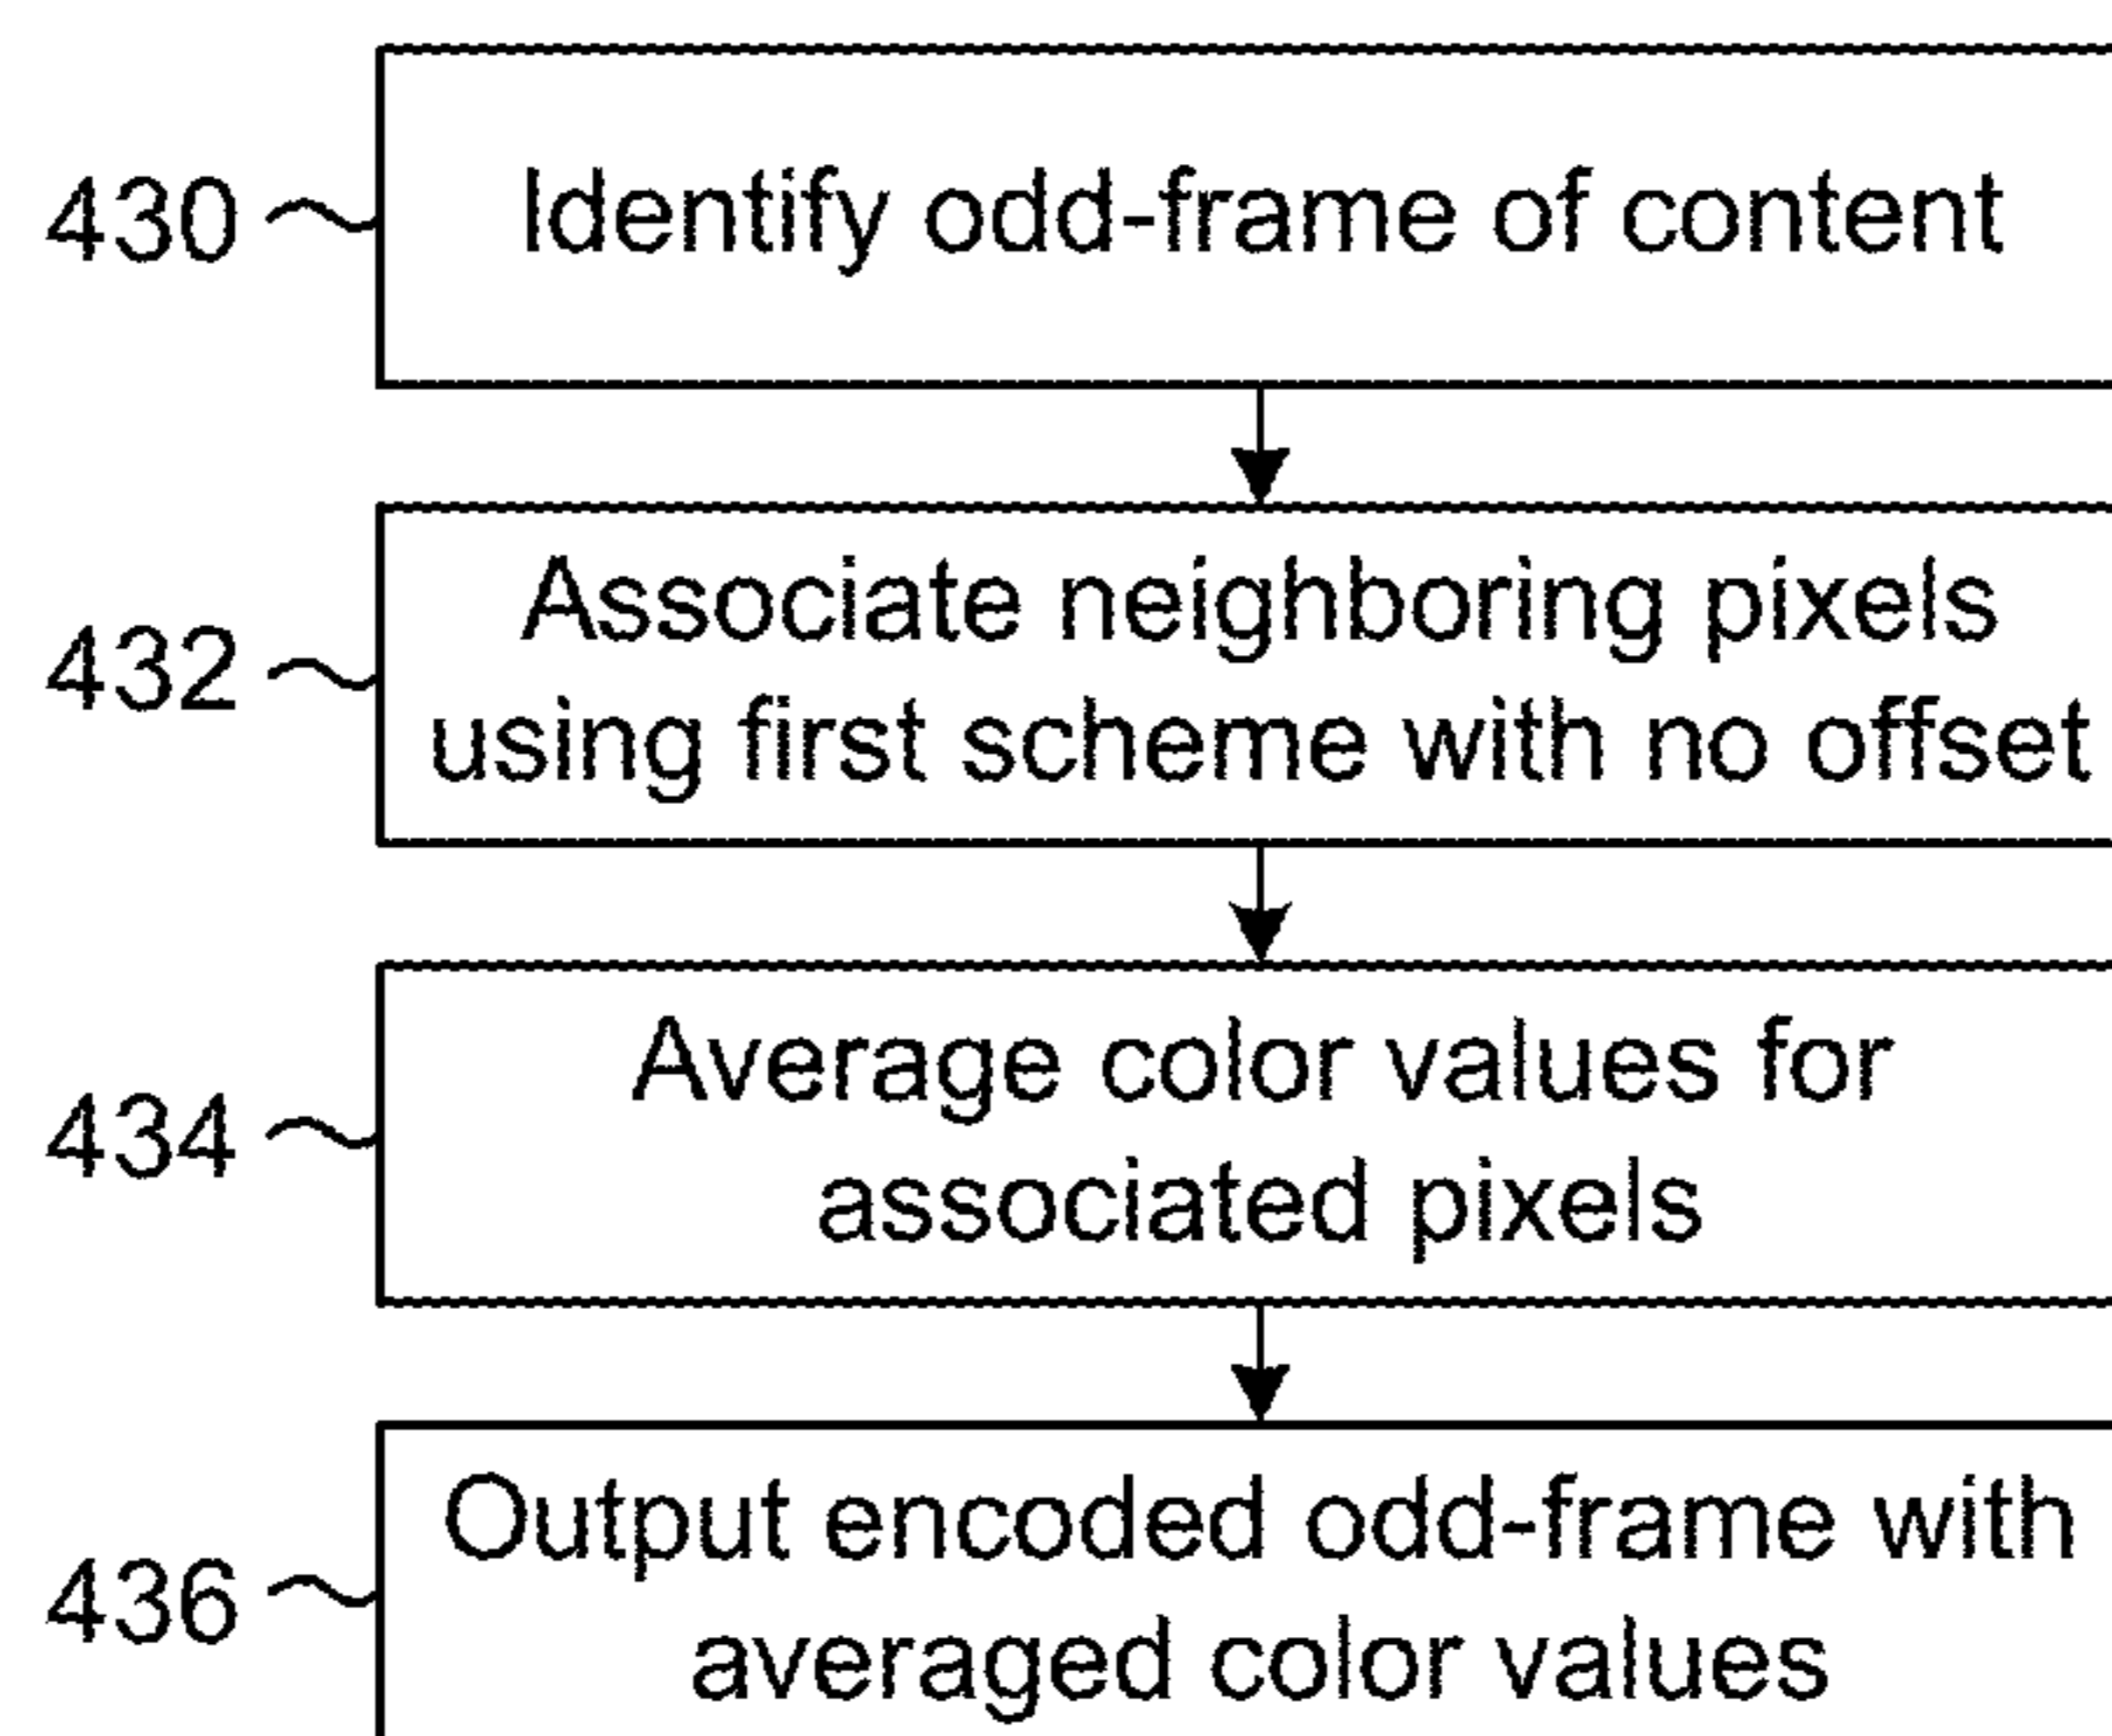 430 Identify odd-frame of content
432 Associate neighboring pixels
using first scheme with no offset
434 Average color values for
associated pixels
436 Output encoded odd-frame with
averaged color values